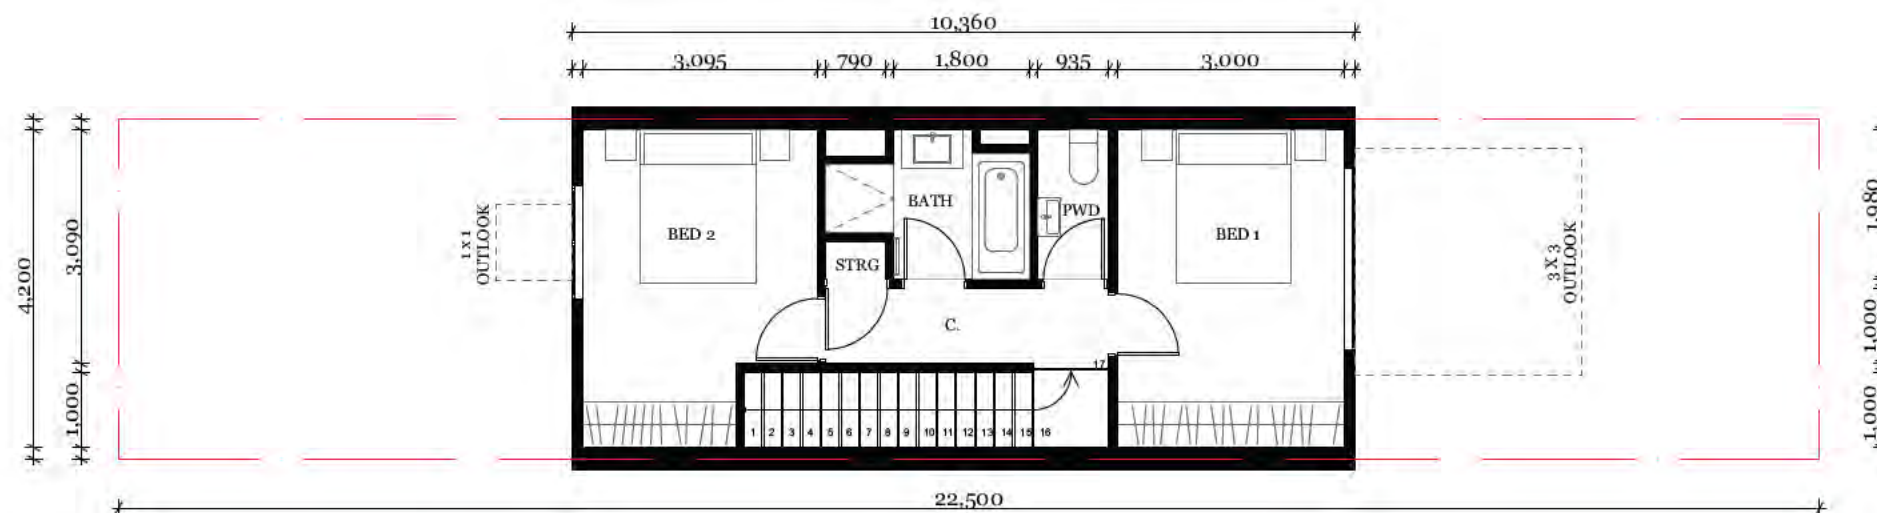 10,360
3,095 790 1,800 935 3,000
4,200
3,090
1,000
1 X 1
OUTLOOK
BED 2
STRG
BATH
PWD
BED 1
C.
3 X 3
OUTLOOK
1,980
1,000
1,000
17
1 2 3 4 5 6 7 8 9 10 11 12 13 14 15 16
22,500